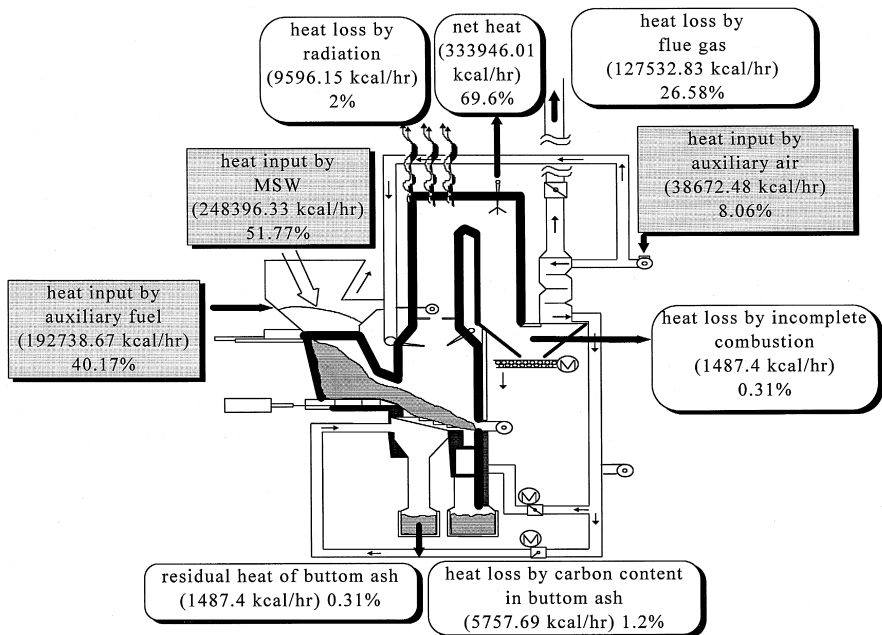 heat loss by
radiation
(9596.15 kcal/hr)
2%
net heat
(333946.01
kcal/hr)
69.6%
heat loss by
flue gas
(127532.83 kcal/hr)
26.58%
heat input by
MSW
(248396.33 kcal/hr)
51.77%
heat input by
auxiliary air
(38672.48 kcal/hr)
8.06%
heat input by
auxiliary fuel
(192738.67 kcal/hr)
40.17%
heat loss by incomplete
combustion
(1487.4 kcal/hr)
0.31%
M
M
M
residual heat of buttom ash
(1487.4 kcal/hr) 0.31%
heat loss by carbon content
in buttom ash
(5757.69 kcal/hr) 1.2%